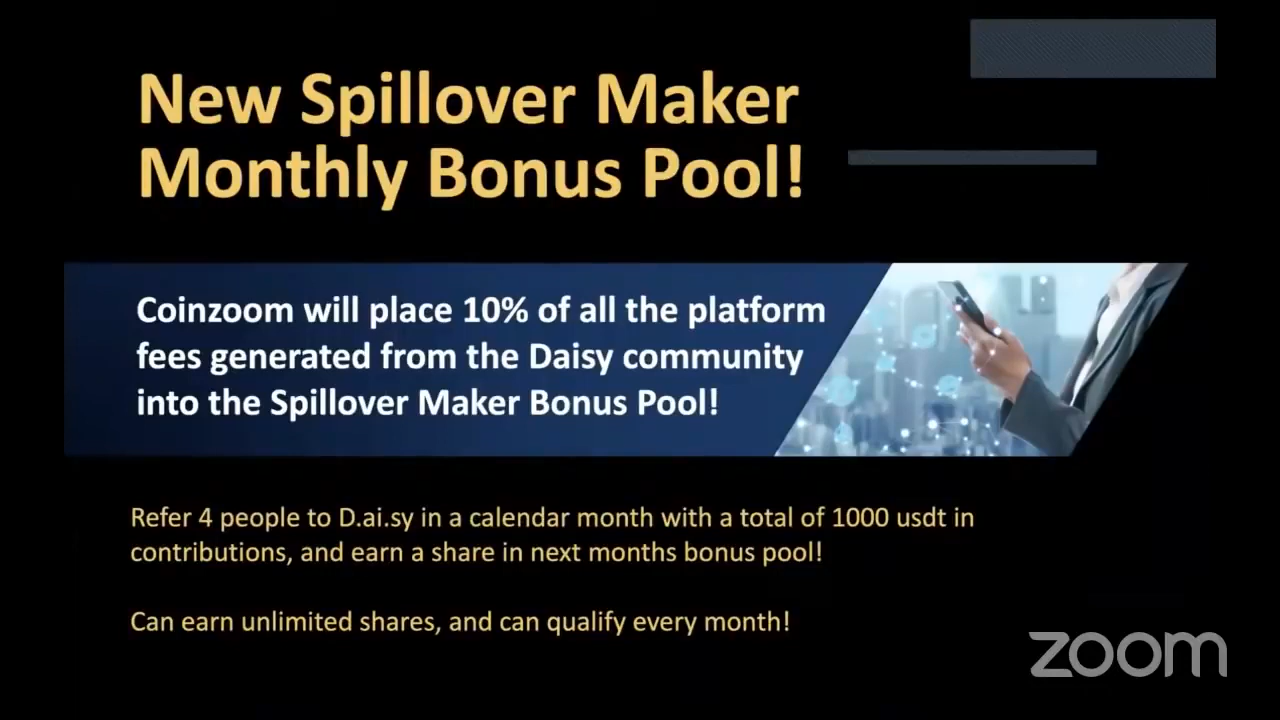 New Spillover Maker
Monthly Bonus Pool!
Coinzoom will place 10% of all the platform
fees generated from the Daisy community
into the Spillover Maker Bonus Pool!
Refer 4 people to D.ai.sy in a calendar month with a total of 1000 usdt in
contributions, and earn a share in next months bonus pool!
Can earn unlimited shares, and can qualify every month!
zoom